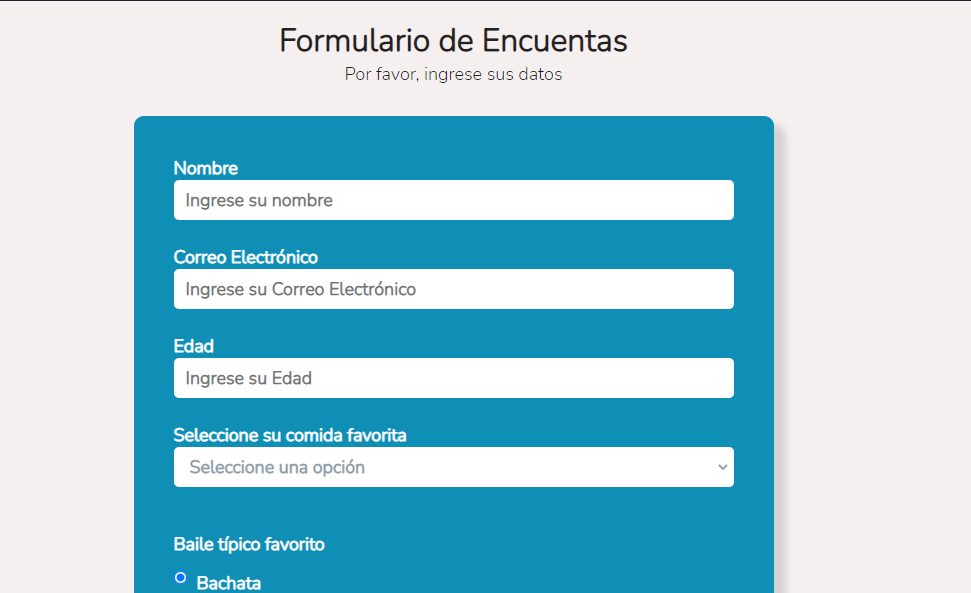 Formulario de Encuentas
Por favor, ingrese sus datos
Nombre
Ingrese su nombre
Correo Electrónico
Ingrese su Correo Electrónico
Edad
Ingrese su Edad
Seleccione su comida favorita
Seleccione una opción
Baile típico favorito
Bachata